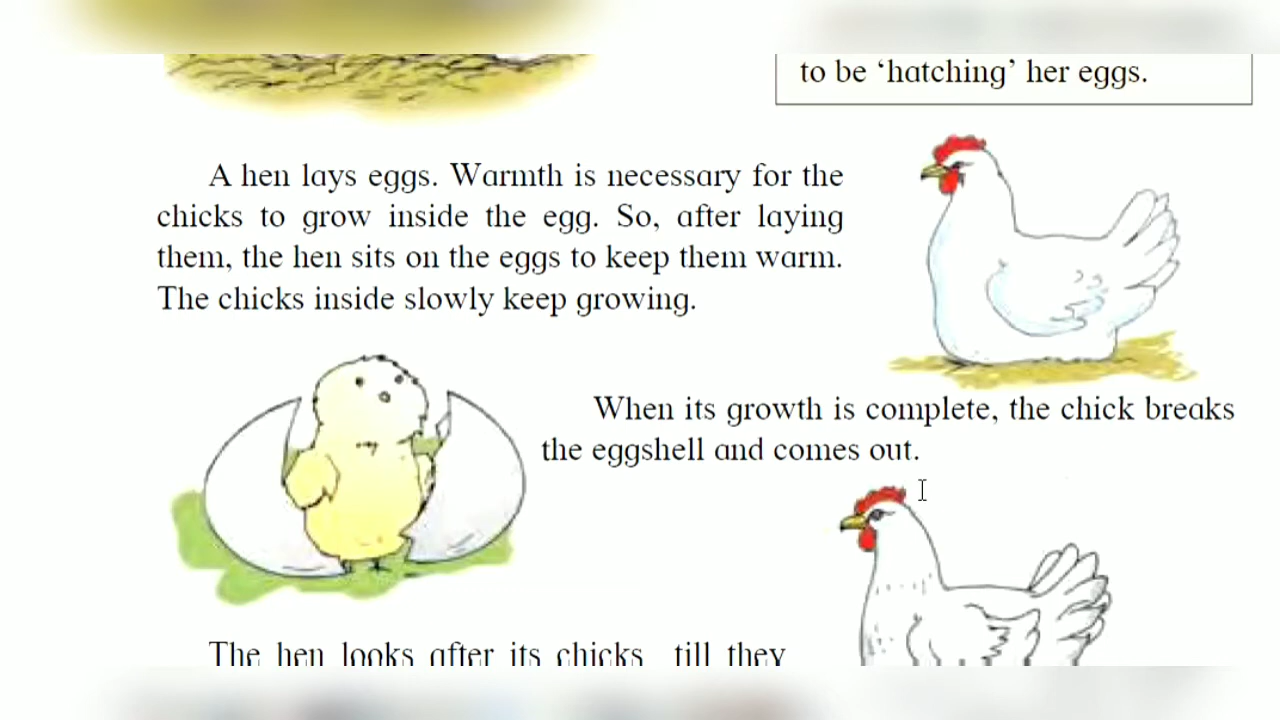 to be ‘hatching’ her eggs.
A hen lays eggs. Warmth is necessary for the
chicks to grow inside the egg. So, after laying
them, the hen sits on the eggs to keep them warm.
The chicks inside slowly keep growing.
When its growth is complete, the chick breaks
the eggshell and comes out.
The hen looks after its chicks till they